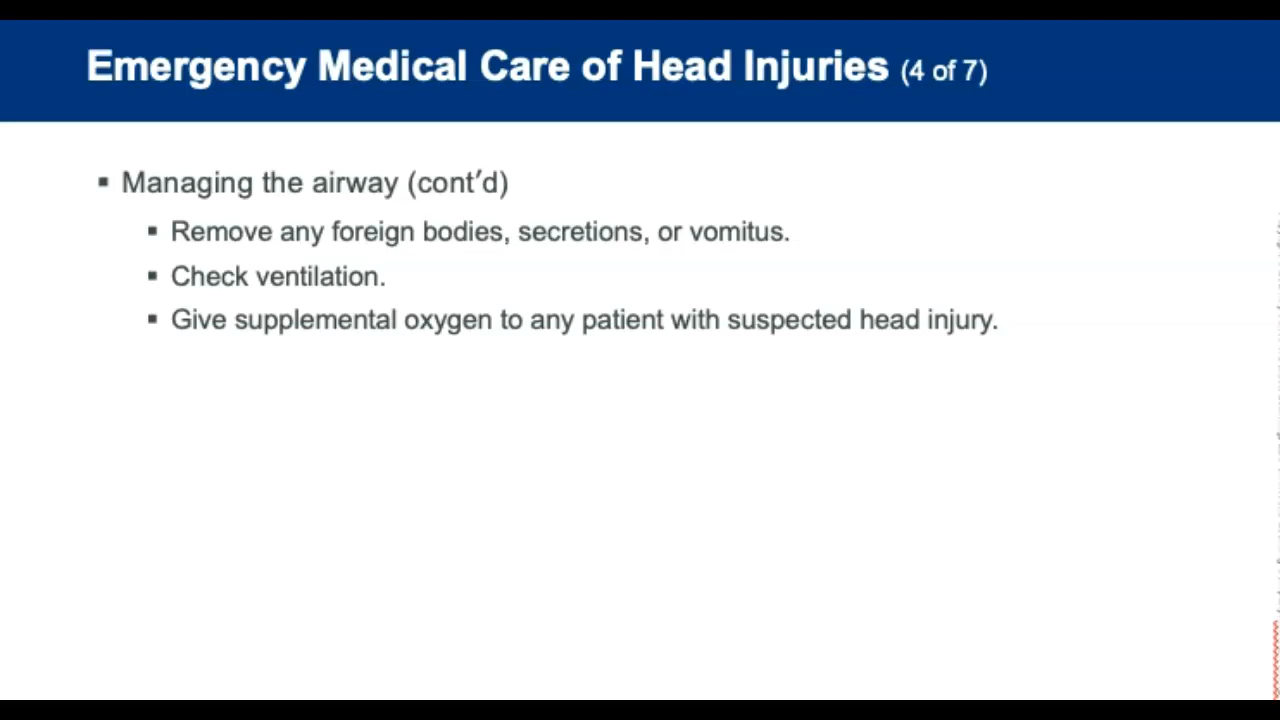 Emergency Medical Care of Head Injuries (4 of 7)
▪ Managing the airway (cont’d)
▪ Remove any foreign bodies, secretions, or vomitus.
▪ Check ventilation.
▪ Give supplemental oxygen to any patient with suspected head injury.